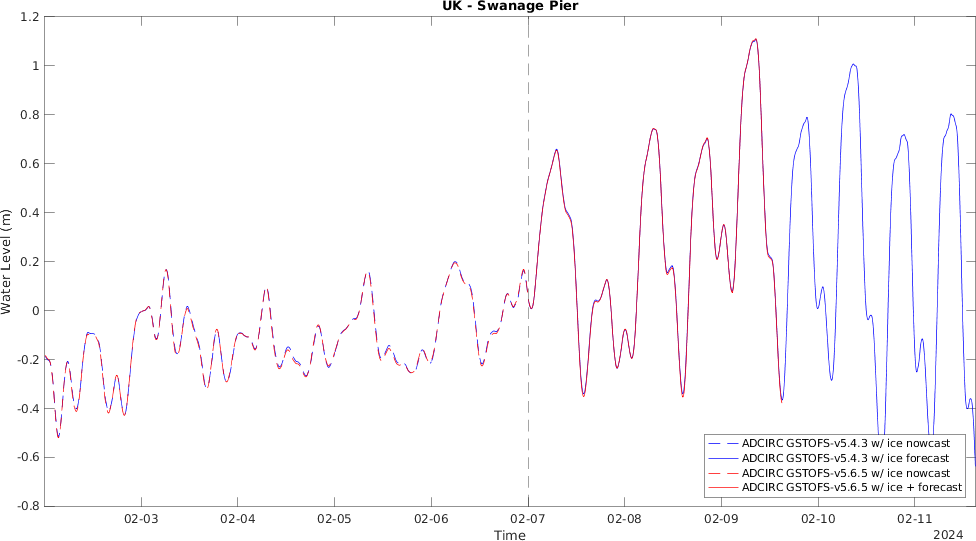 UK - Swanage Pier
1.2
1
0.8
0.6
0.4
0.2
0
-0.2
-0.4
-0.6
-0.8
Water Level (m)
ADCIRC GSTOFS-v5.4.3 w/ ice nowcast
ADCIRC GSTOFS-v5.4.3 w/ ice forecast
ADCIRC GSTOFS-v5.6.5 w/ ice nowcast
ADCIRC GSTOFS-v5.6.5 w/ ice + forecast
02-03 02-04 02-05 02-06 02-07 02-08 02-09 02-10 02-11
Time
2024